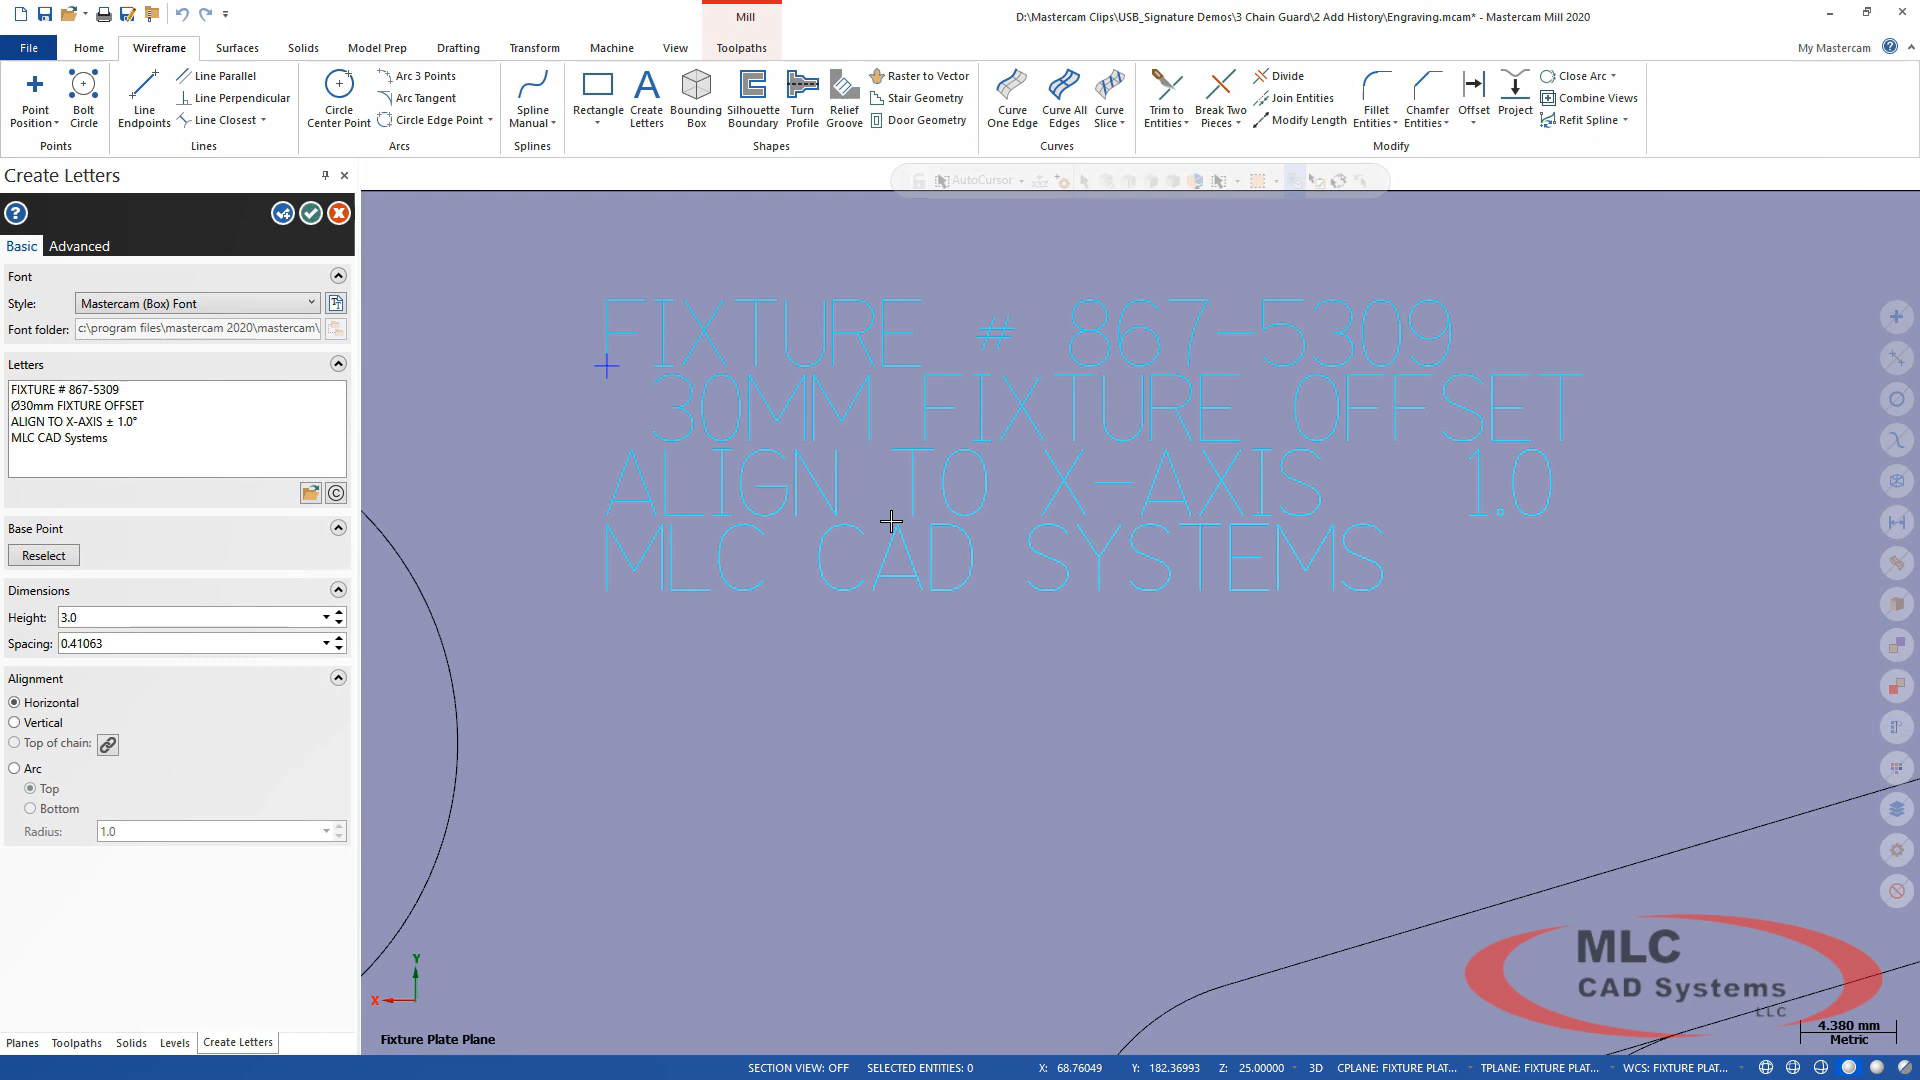 Mill
D:\Mastercam Clips\USB_Signature Demos\3 Chain Guard\2 Add History\Engraving.mcam* - Mastercam Mill 2020
File Home Wireframe Surfaces Solids Model Prep Drafting Transform Machine View Toolpaths My Mastercam
Point Position
Bolt Circle
Points
Line Endpoints
Line Parallel
Line Perpendicular
Line Closest
Lines
Circle Center Point
Arc 3 Points
Arc Tangent
Circle Edge Point
Arcs
Spline Manual
Splines
Rectangle
Create Letters
Bounding Box
Silhouette Boundary
Turn Profile
Relief Groove
Raster to Vector
Stair Geometry
Door Geometry
Shapes
Curve One Edge
Curve All Edges
Curve Slice
Curves
Trim to Entities
Break Two Pieces
Divide
Join Entities
Modify Length
Fillet Entities
Chamfer Entities
Offset
Project
Close Arc
Combine Views
Refit Spline
Modify
AutoCursor
Create Letters
Basic Advanced
Font
Style: Mastercam (Box) Font
Font folder: c:\program files\mastercam 2020\mastercam\
Letters
FIXTURE # 867-5309
Ø30mm FIXTURE OFFSET
ALIGN TO X-AXIS ± 1.0°
MLC CAD Systems
Base Point
Reselect
Dimensions
Height: 3.0
Spacing: 0.41063
Alignment
Horizontal
Vertical
Top of chain:
Arc
Top
Bottom
Radius: 1.0
FIXTURE # 867-5309
30MM FIXTURE OFFSET
ALIGN TO X-AXIS 1.0
MLC CAD SYSTEMS
Y
X
Fixture Plate Plane
MLC
CAD Systems
LLC
4.380 mm
Metric
Planes Toolpaths Solids Levels Create Letters
SECTION VIEW: OFF SELECTED ENTITIES: 0 X: 68.76049 Y: 182.36993 Z: 25.00000 3D CPLANE: FIXTURE PLAT... TPLANE: FIXTURE PLAT... WCS: FIXTURE PLAT...